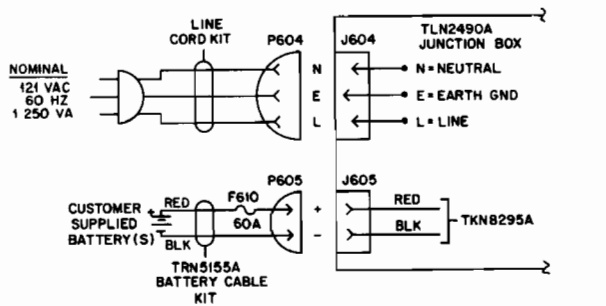 LINE
CORD KIT
P604
J604
TLN2490A
JUNCTION BOX
NOMINAL
121 VAC
60 HZ
1 250 VA
N
N = NEUTRAL
E
E = EARTH GND
L
L = LINE
P605
J605
CUSTOMER
SUPPLIED
BATTERY(S)
+
RED
F610
60A
+
RED
BLK
-
BLK
TKN8295A
TRN5155A
BATTERY CABLE
KIT